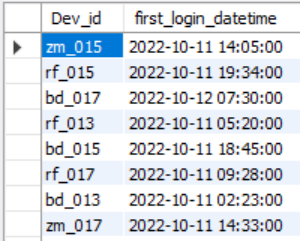 Dev_id first_login_datetime
zm_015 2022-10-11 14:05:00
rf_015 2022-10-11 19:34:00
bd_017 2022-10-12 07:30:00
rf_013 2022-10-11 05:20:00
bd_015 2022-10-11 18:45:00
rf_017 2022-10-11 09:28:00
bd_013 2022-10-11 02:23:00
zm_017 2022-10-11 14:33:00